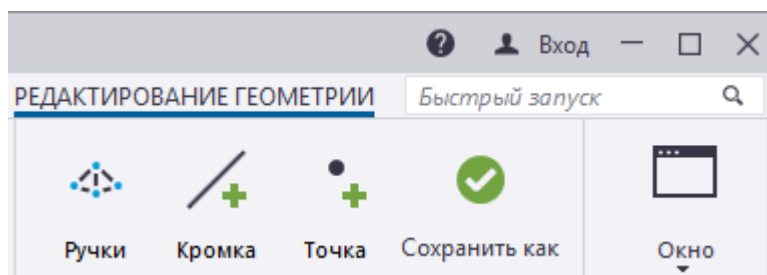 Вход
РЕДАКТИРОВАНИЕ ГЕОМЕТРИИ Быстрый запуск
Ручки Кромка Точка Сохранить как Окно